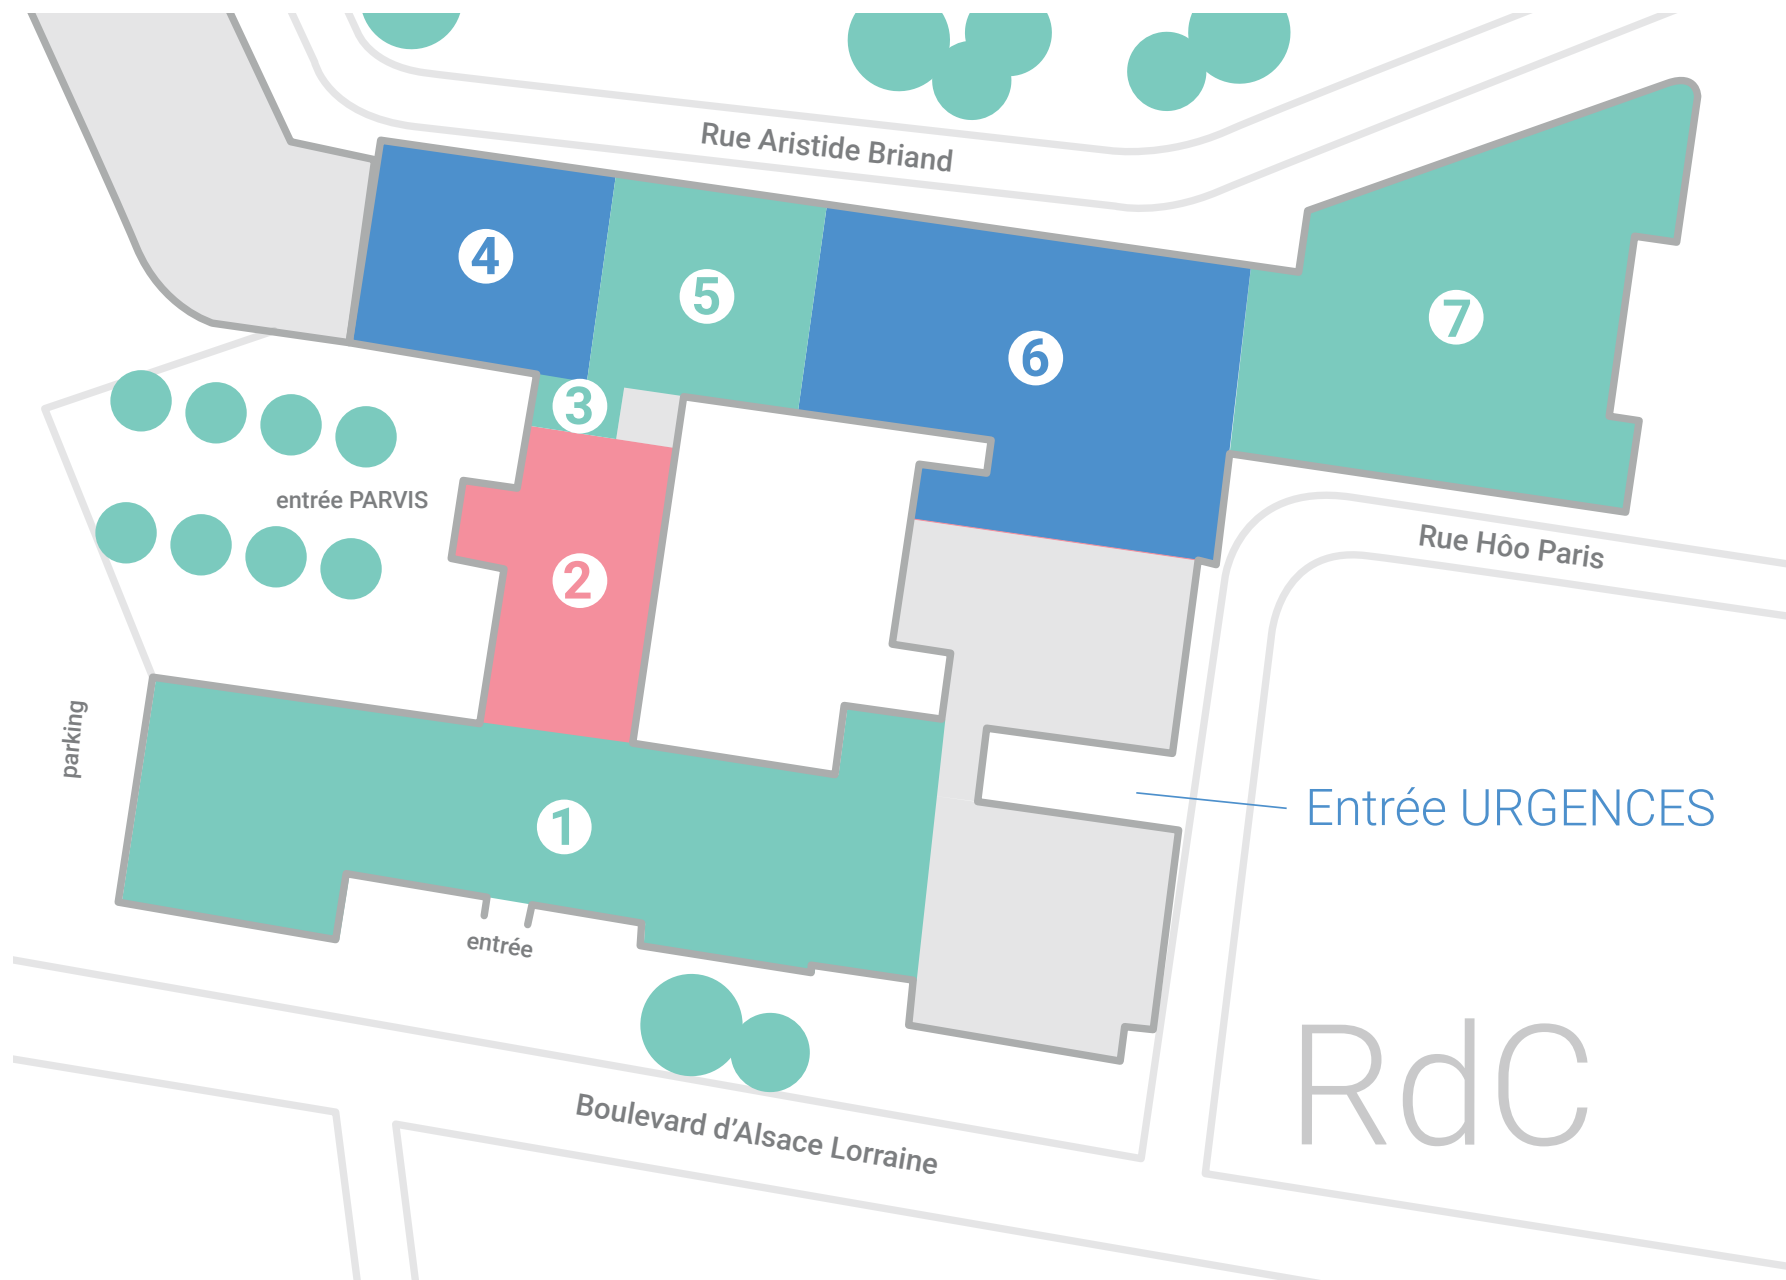 Rue Aristide Briand
4
5
7
6
3
entrée PARVIS
Rue Hôo Paris
2
parking
Entrée URGENCES
1
entrée
RdC
Boulevard d’Alsace Lorraine